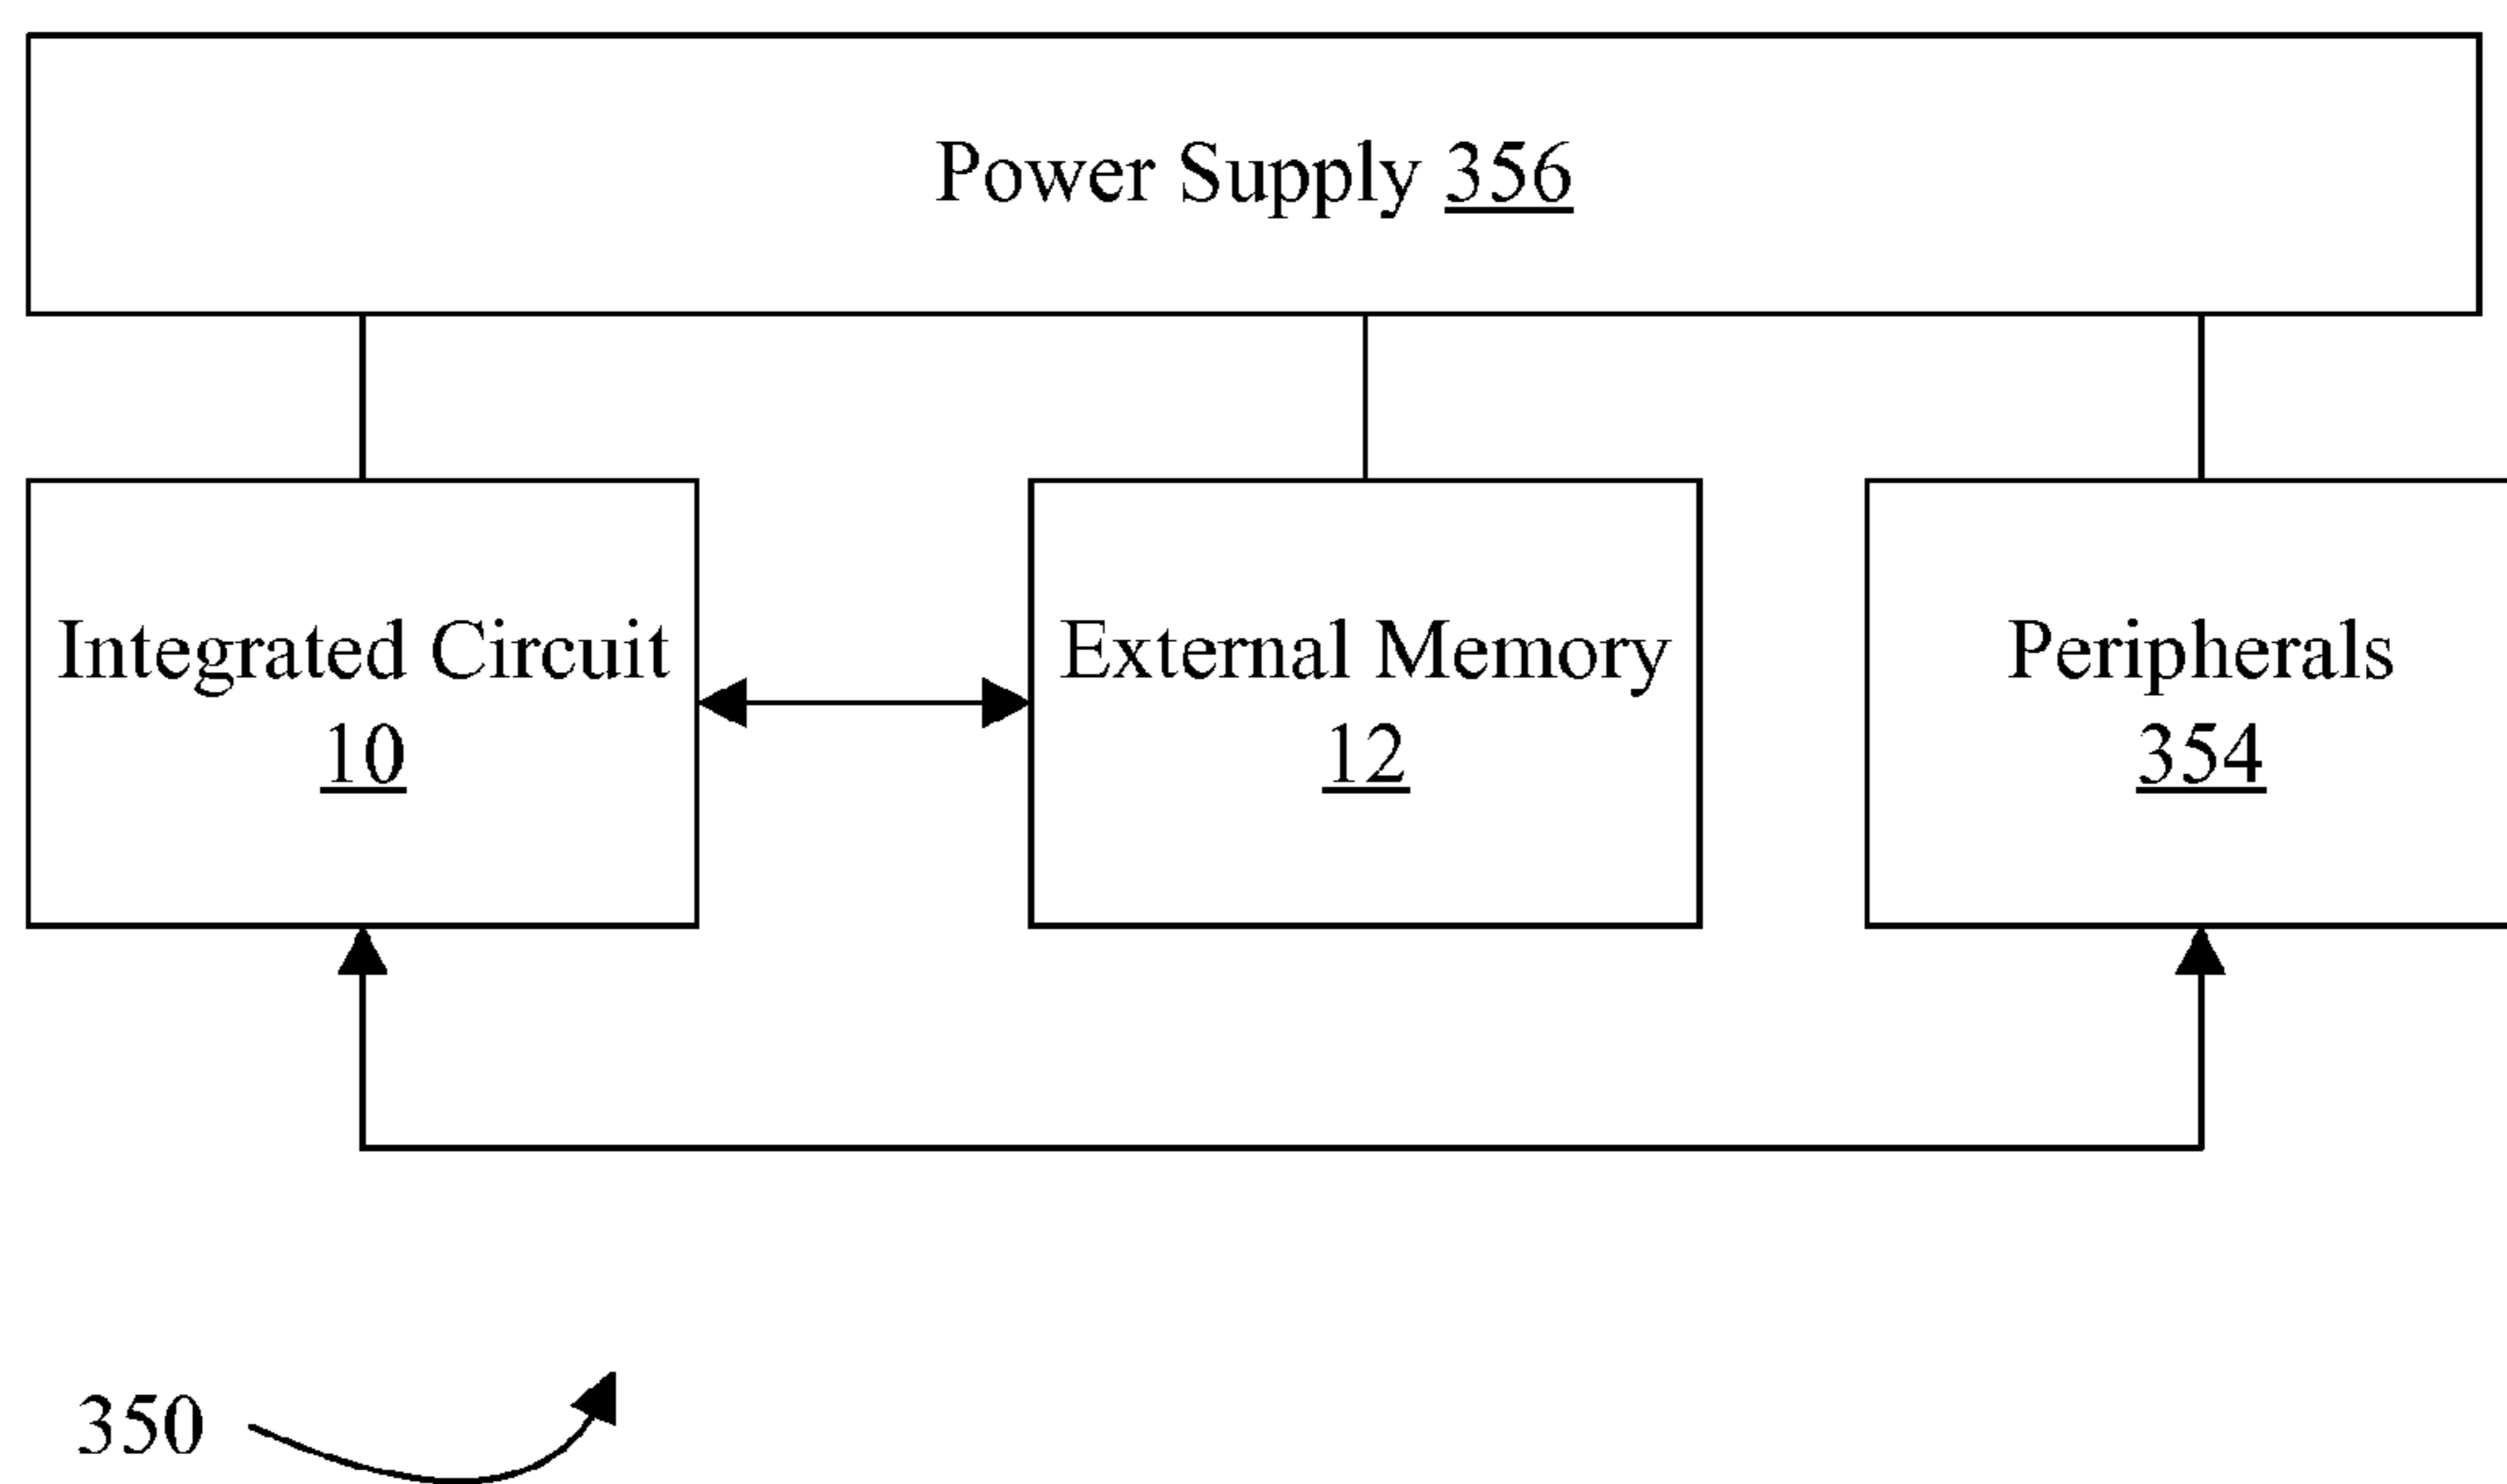 Power Supply 356
Integrated Circuit
10
External Memory
12
Peripherals
354
350